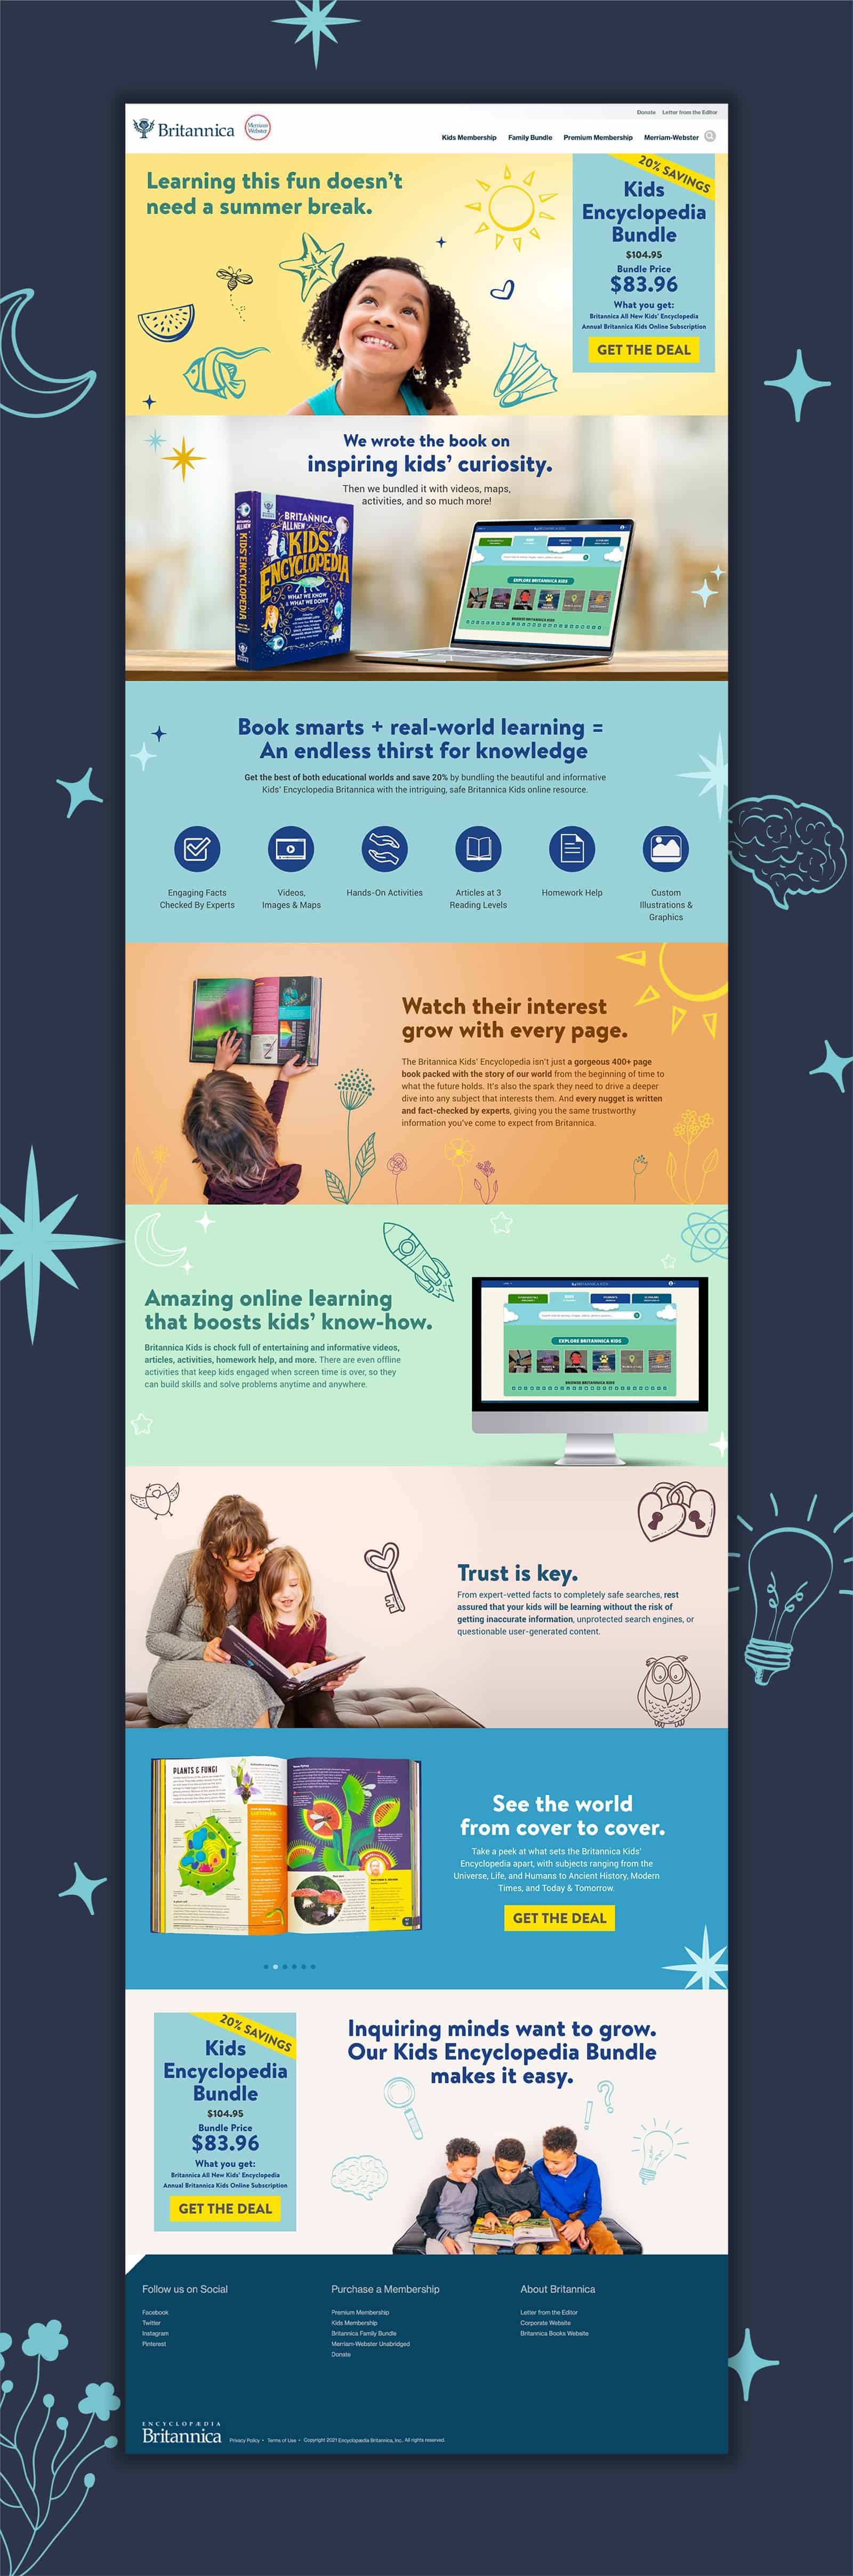 Donate Letter from the Editor
Britannica Merriam-Webster
Kids Membership Family Bundle Premium Membership Merriam-Webster
Learning this fun doesn't
need a summer break.
20% SAVINGS
Kids
Encyclopedia
Bundle
$104.95
Bundle Price
$83.96
What you get:
Britannica All New Kids' Encyclopedia
Annual Britannica Kids Online Subscription
GET THE DEAL
We wrote the book on
inspiring kids' curiosity.
Then we bundled it with videos, maps,
activities, and so much more!
BRITANNICA
ALL NEW
KIDS'
ENCYCLOPEDIA
WHAT WE KNOW
& WHAT WE DON'T
KIDS' ENCYCLOPEDIA
EXPLORE BRITANNICA KIDS
BROWSE BRITANNICA KIDS
Book smarts + real-world learning =
An endless thirst for knowledge
Get the best of both educational worlds and save 20% by bundling the beautiful and informative
Kids' Encyclopedia Britannica with the intriguing, safe Britannica Kids online resource.
Engaging Facts
Checked By Experts
Videos,
Images & Maps
Hands-On Activities
Articles at 3
Reading Levels
Homework Help
Custom
Illustrations &
Graphics
Watch their interest
grow with every page.
The Britannica Kids' Encyclopedia isn't just a gorgeous 400+ page
book packed with the story of our world from the beginning of time to
what the future holds. It's also the spark they need to drive a deeper
dive into any subject that interests them. And every nugget is written
and fact-checked by experts, giving you the same trustworthy
information you've come to expect from Britannica.
Amazing online learning
that boosts kids' know-how.
Britannica Kids is chock full of entertaining and informative videos,
articles, activities, homework help, and more. There are even offline
activities that keep kids engaged when screen time is over, so they
can build skills and solve problems anytime and anywhere.
BRITANNICA KIDS
EXPLORE BRITANNICA KIDS
BROWSE BRITANNICA KIDS
Trust is key.
From expert-vetted facts to completely safe searches, rest
assured that your kids will be learning without the risk of
getting inaccurate information, unprotected search engines, or
questionable user-generated content.
PLANTS & FUNGI
See the world
from cover to cover.
Take a peek at what sets the Britannica Kids'
Encyclopedia apart, with subjects ranging from the
Universe, Life, and Humans to Ancient History, Modern
Times, and Today & Tomorrow.
GET THE DEAL
20% SAVINGS
Kids
Encyclopedia
Bundle
$104.95
Bundle Price
$83.96
What you get:
Britannica All New Kids' Encyclopedia
Annual Britannica Kids Online Subscription
GET THE DEAL
Inquiring minds want to grow.
Our Kids Encyclopedia Bundle
makes it easy.
Follow us on Social
Facebook
Twitter
Instagram
Pinterest
Purchase a Membership
Premium Membership
Kids Membership
Britannica Family Bundle
Merriam-Webster Unabridged
Donate
About Britannica
Letter from the Editor
Corporate Website
Britannica Books Website
ENCYCLOPÆDIA
Britannica
Privacy Policy • Terms of Use • Copyright 2021 Encyclopædia Britannica, Inc. All rights reserved.